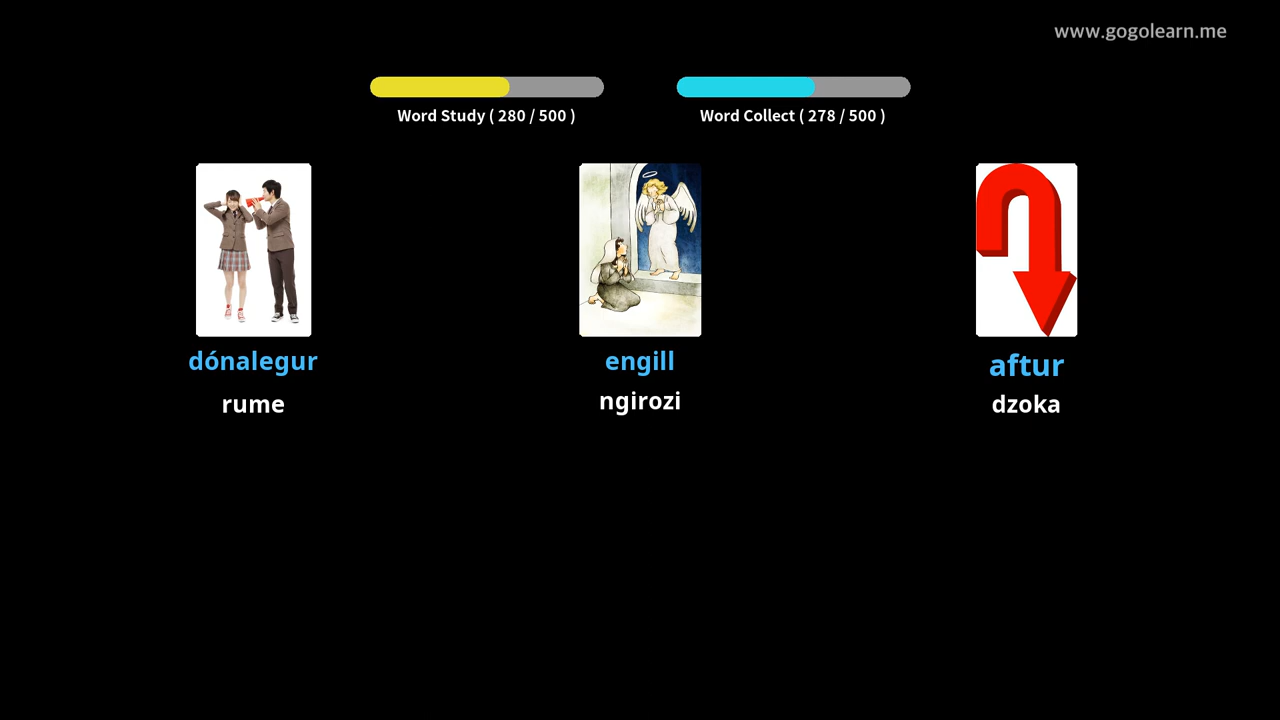 www.gogolearn.me
Word Study ( 280 / 500 )
Word Collect ( 278 / 500 )
dónalegur
engill
aftur
rume
ngirozi
dzoka